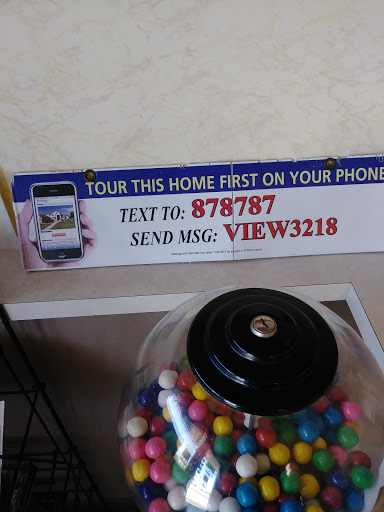 TOUR THIS HOME FIRST ON YOUR PHONE
TEXT TO: 878787
SEND MSG: VIEW3218